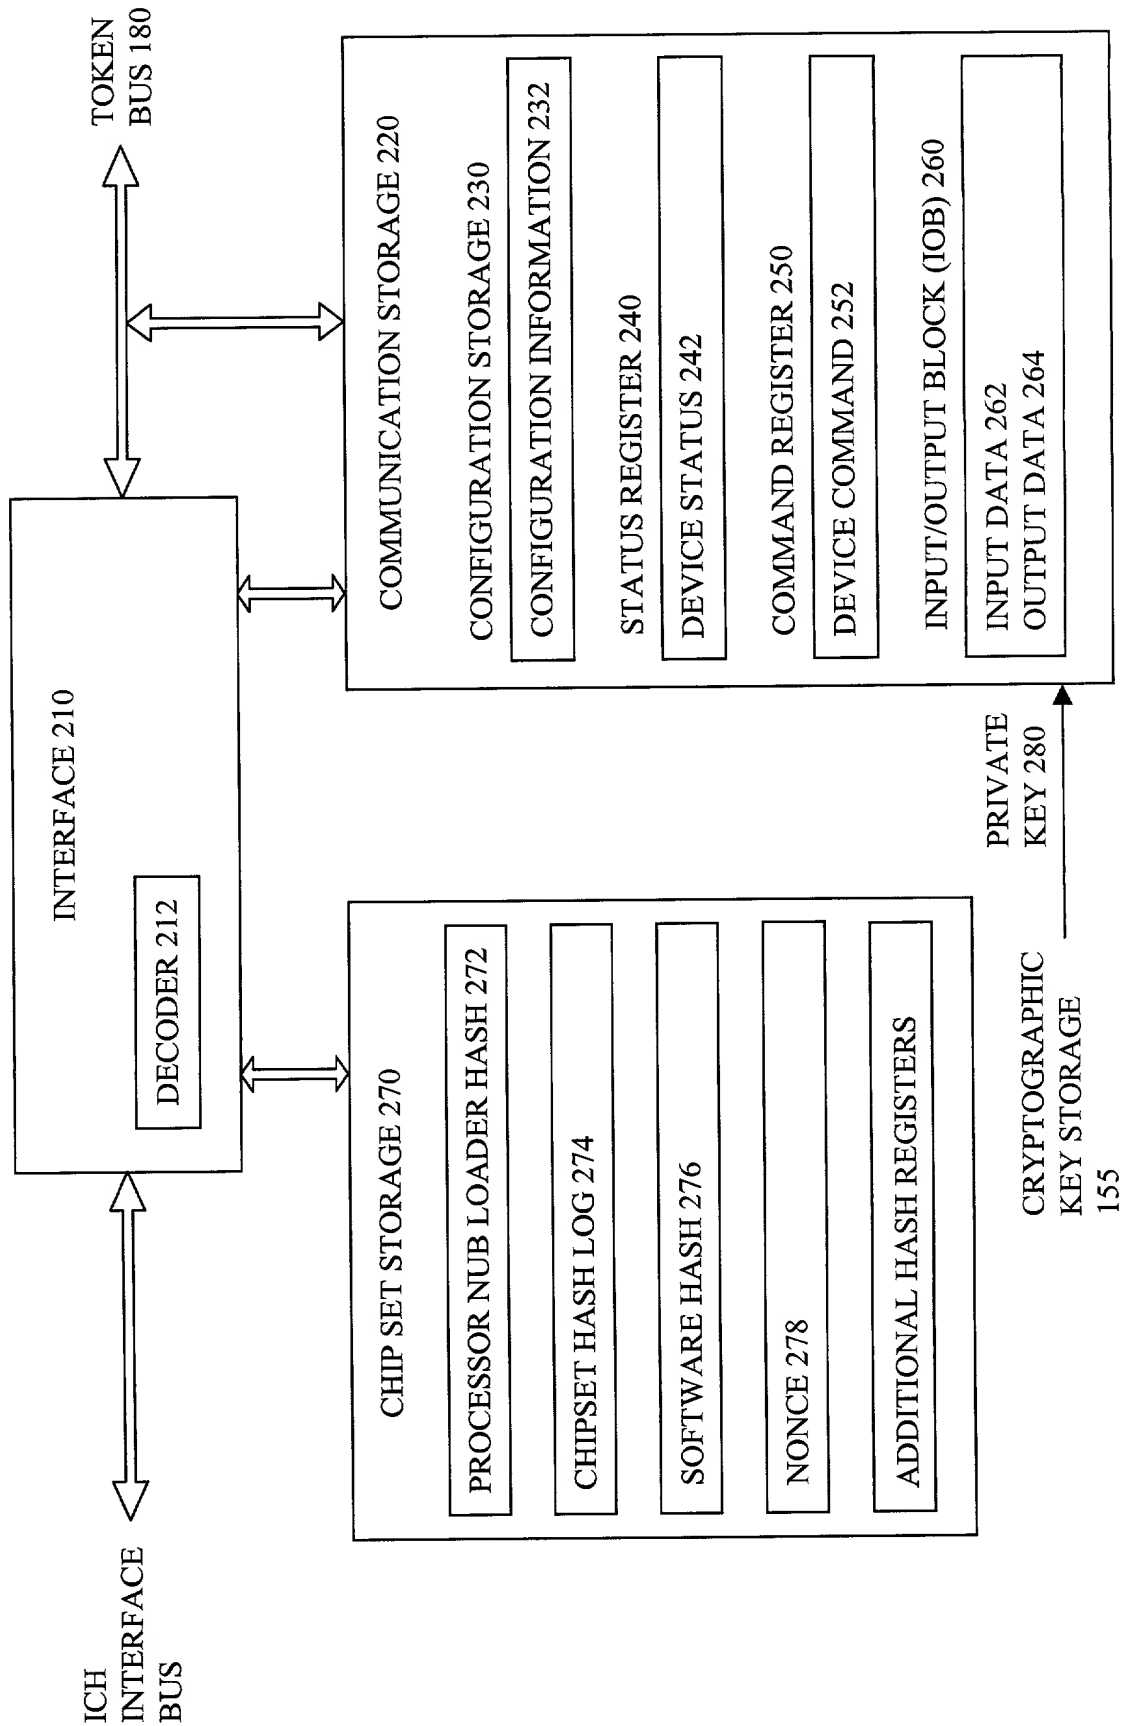 ICH
INTERFACE
BUS
INTERFACE 210
DECODER 212
TOKEN
BUS 180
CHIP SET STORAGE 270
PROCESSOR NUB LOADER HASH 272
CHIPSET HASH LOG 274
SOFTWARE HASH 276
NONCE 278
ADDITIONAL HASH REGISTERS
COMMUNICATION STORAGE 220
CONFIGURATION STORAGE 230
CONFIGURATION INFORMATION 232
STATUS REGISTER 240
DEVICE STATUS 242
COMMAND REGISTER 250
DEVICE COMMAND 252
INPUT/OUTPUT BLOCK (IOB) 260
INPUT DATA 262
OUTPUT DATA 264
CRYPTOGRAPHIC
KEY STORAGE
155
PRIVATE
KEY 280